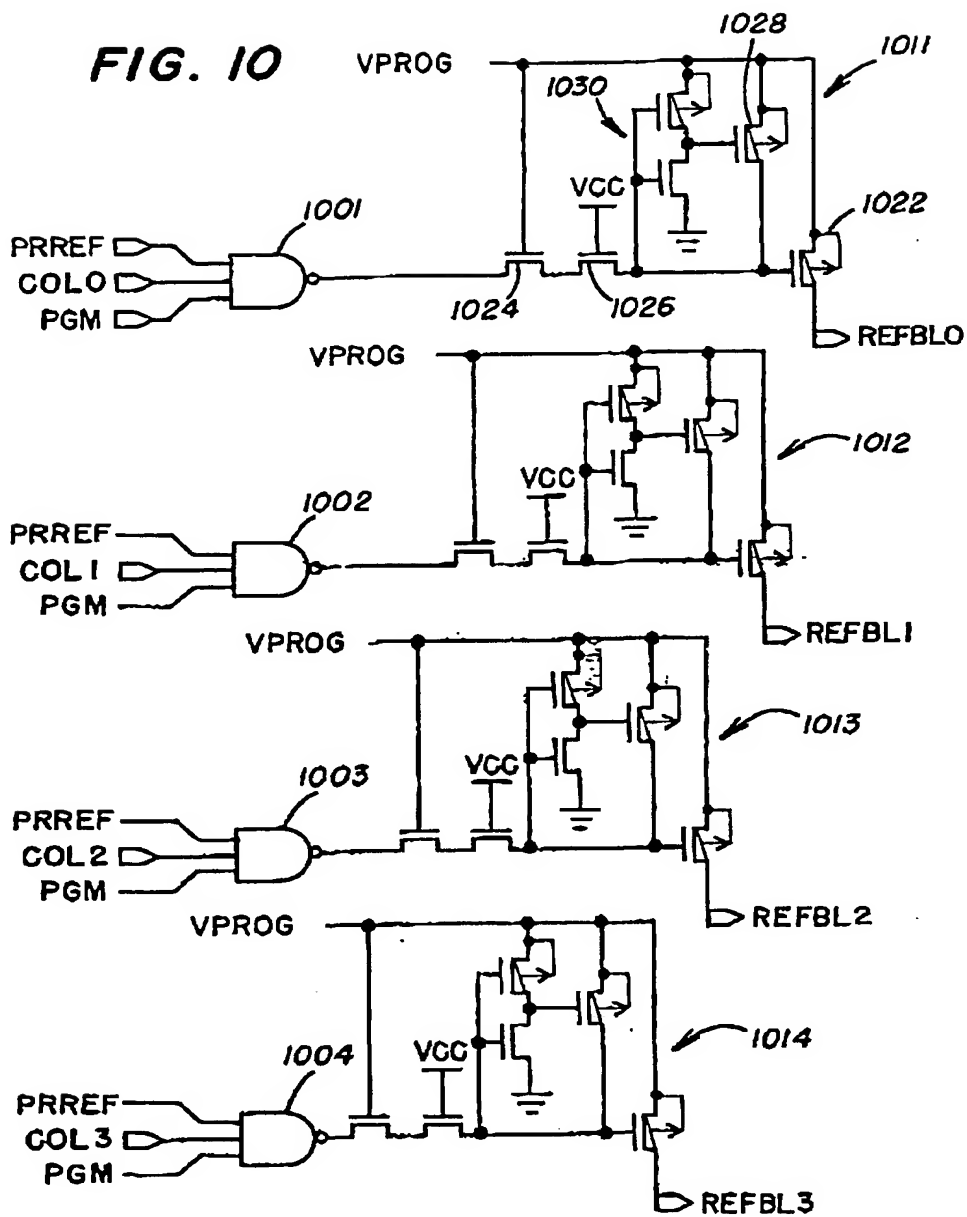 FIG. 10
VPROG
1028
1011
1030
VCC
1022
1001
PRREF
COL0
PGM
1024
1026
REFBL0
VPROG
1012
VCC
1002
PRREF
COL1
PGM
REFBL1
VPROG
1013
VCC
1003
PRREF
COL2
PGM
REFBL2
VPROG
1014
VCC
1004
PRREF
COL3
PGM
REFBL3